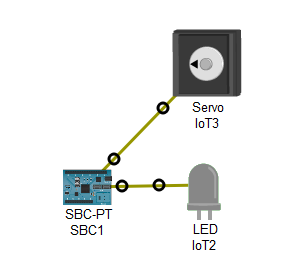 Servo
IoT3
SBC-PT
SBC1
LED
IoT2